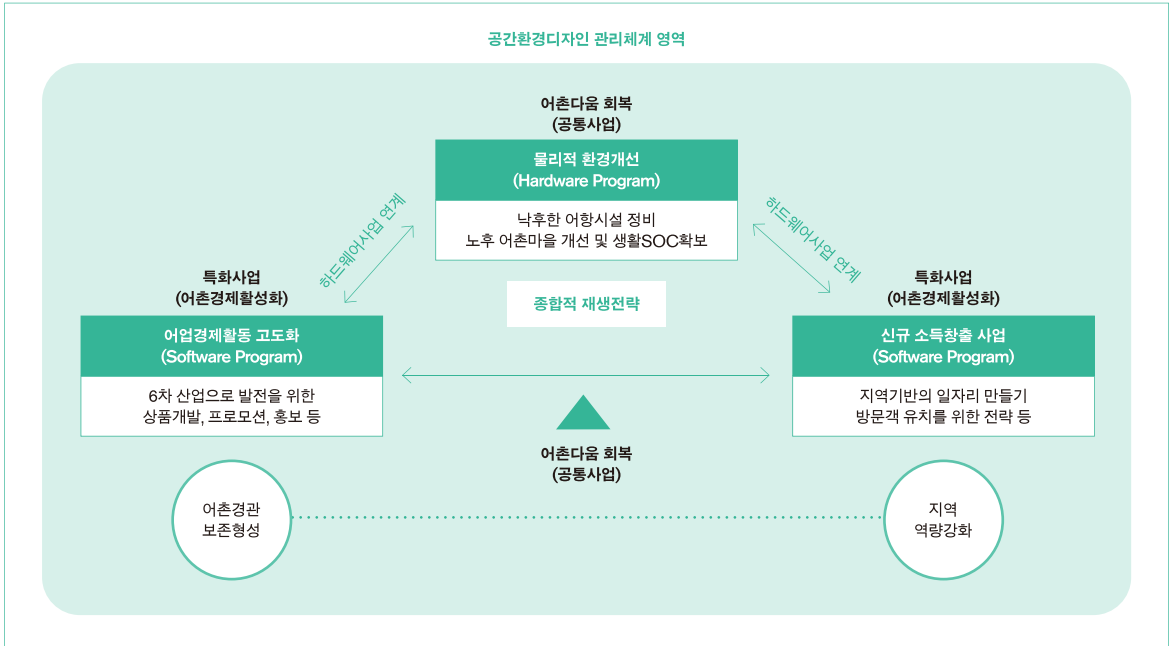 공간환경디자인 관리체계 영역
어촌다움 회복
(공통사업)
물리적 환경개선
(Hardware Program)
낙후한 어항시설 정비
노후 어촌마을 개선 및 생활SOC확보
하드웨어사업 연계
하드웨어사업 연계
종합적 재생전략
특화사업
(어촌경제활성화)
어업경제활동 고도화
(Software Program)
6차 산업으로 발전을 위한
상품개발, 프로모션, 홍보 등
특화사업
(어촌경제활성화)
신규 소득창출 사업
(Software Program)
지역기반의 일자리 만들기
방문객 유치를 위한 전략 등
어촌다움 회복
(공통사업)
어촌경관
보존형성
지역
역량강화